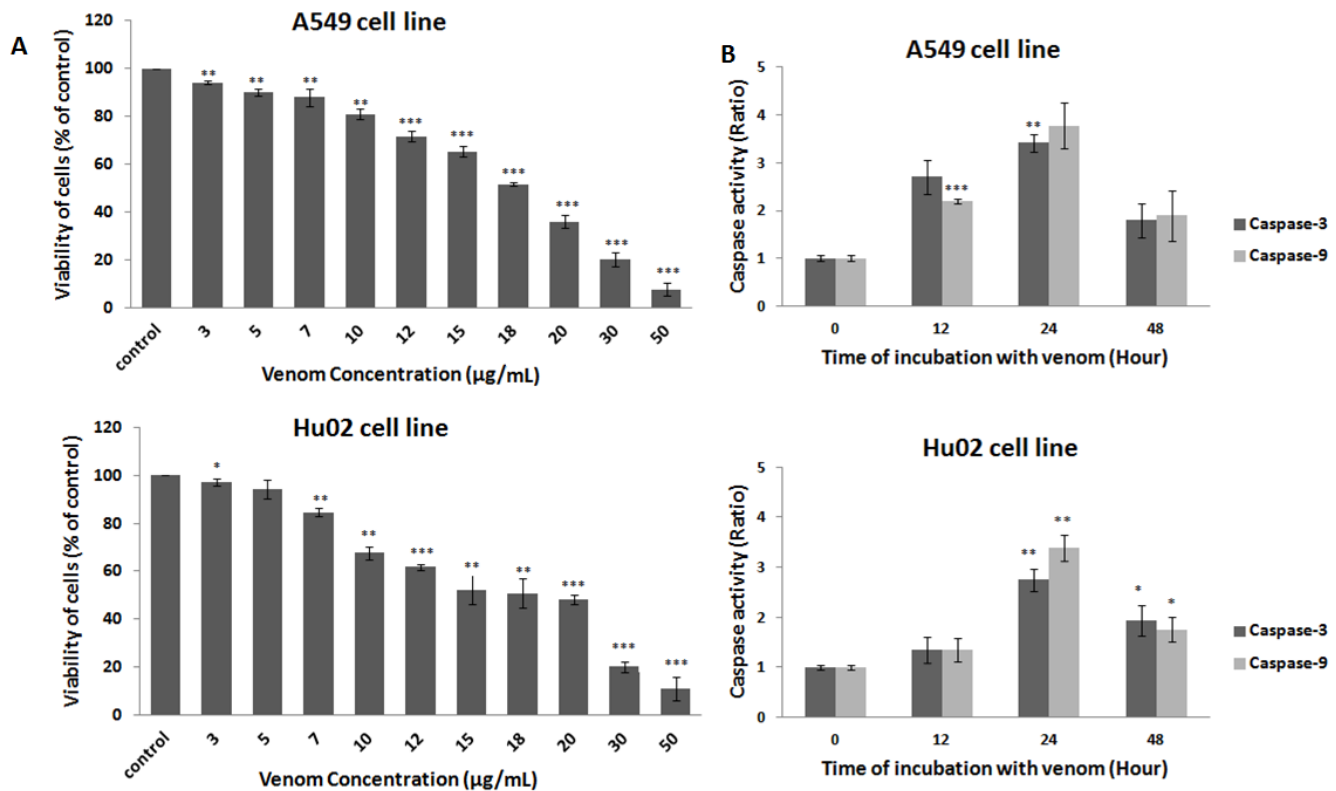 A
A549 cell line
Viability of cells (% of control)
120
100
80
60
40
20
0
** ** ** ** *** *** *** *** *** ***
control 3 5 7 10 12 15 18 20 30 50
Venom Concentration (µg/mL)
B
A549 cell line
Caspase activity (Ratio)
5
4
3
2
1
0
*** **
0 12 24 48
Time of incubation with venom (Hour)
Caspase-3
Caspase-9
Hu02 cell line
Viability of cells (% of control)
120
100
80
60
40
20
0
* ** ** *** ** ** *** *** ***
control 3 5 7 10 12 15 18 20 30 50
Venom Concentration (µg/mL)
Hu02 cell line
Caspase activity (Ratio)
5
4
3
2
1
0
** ** * *
0 12 24 48
Time of incubation with venom (Hour)
Caspase-3
Caspase-9